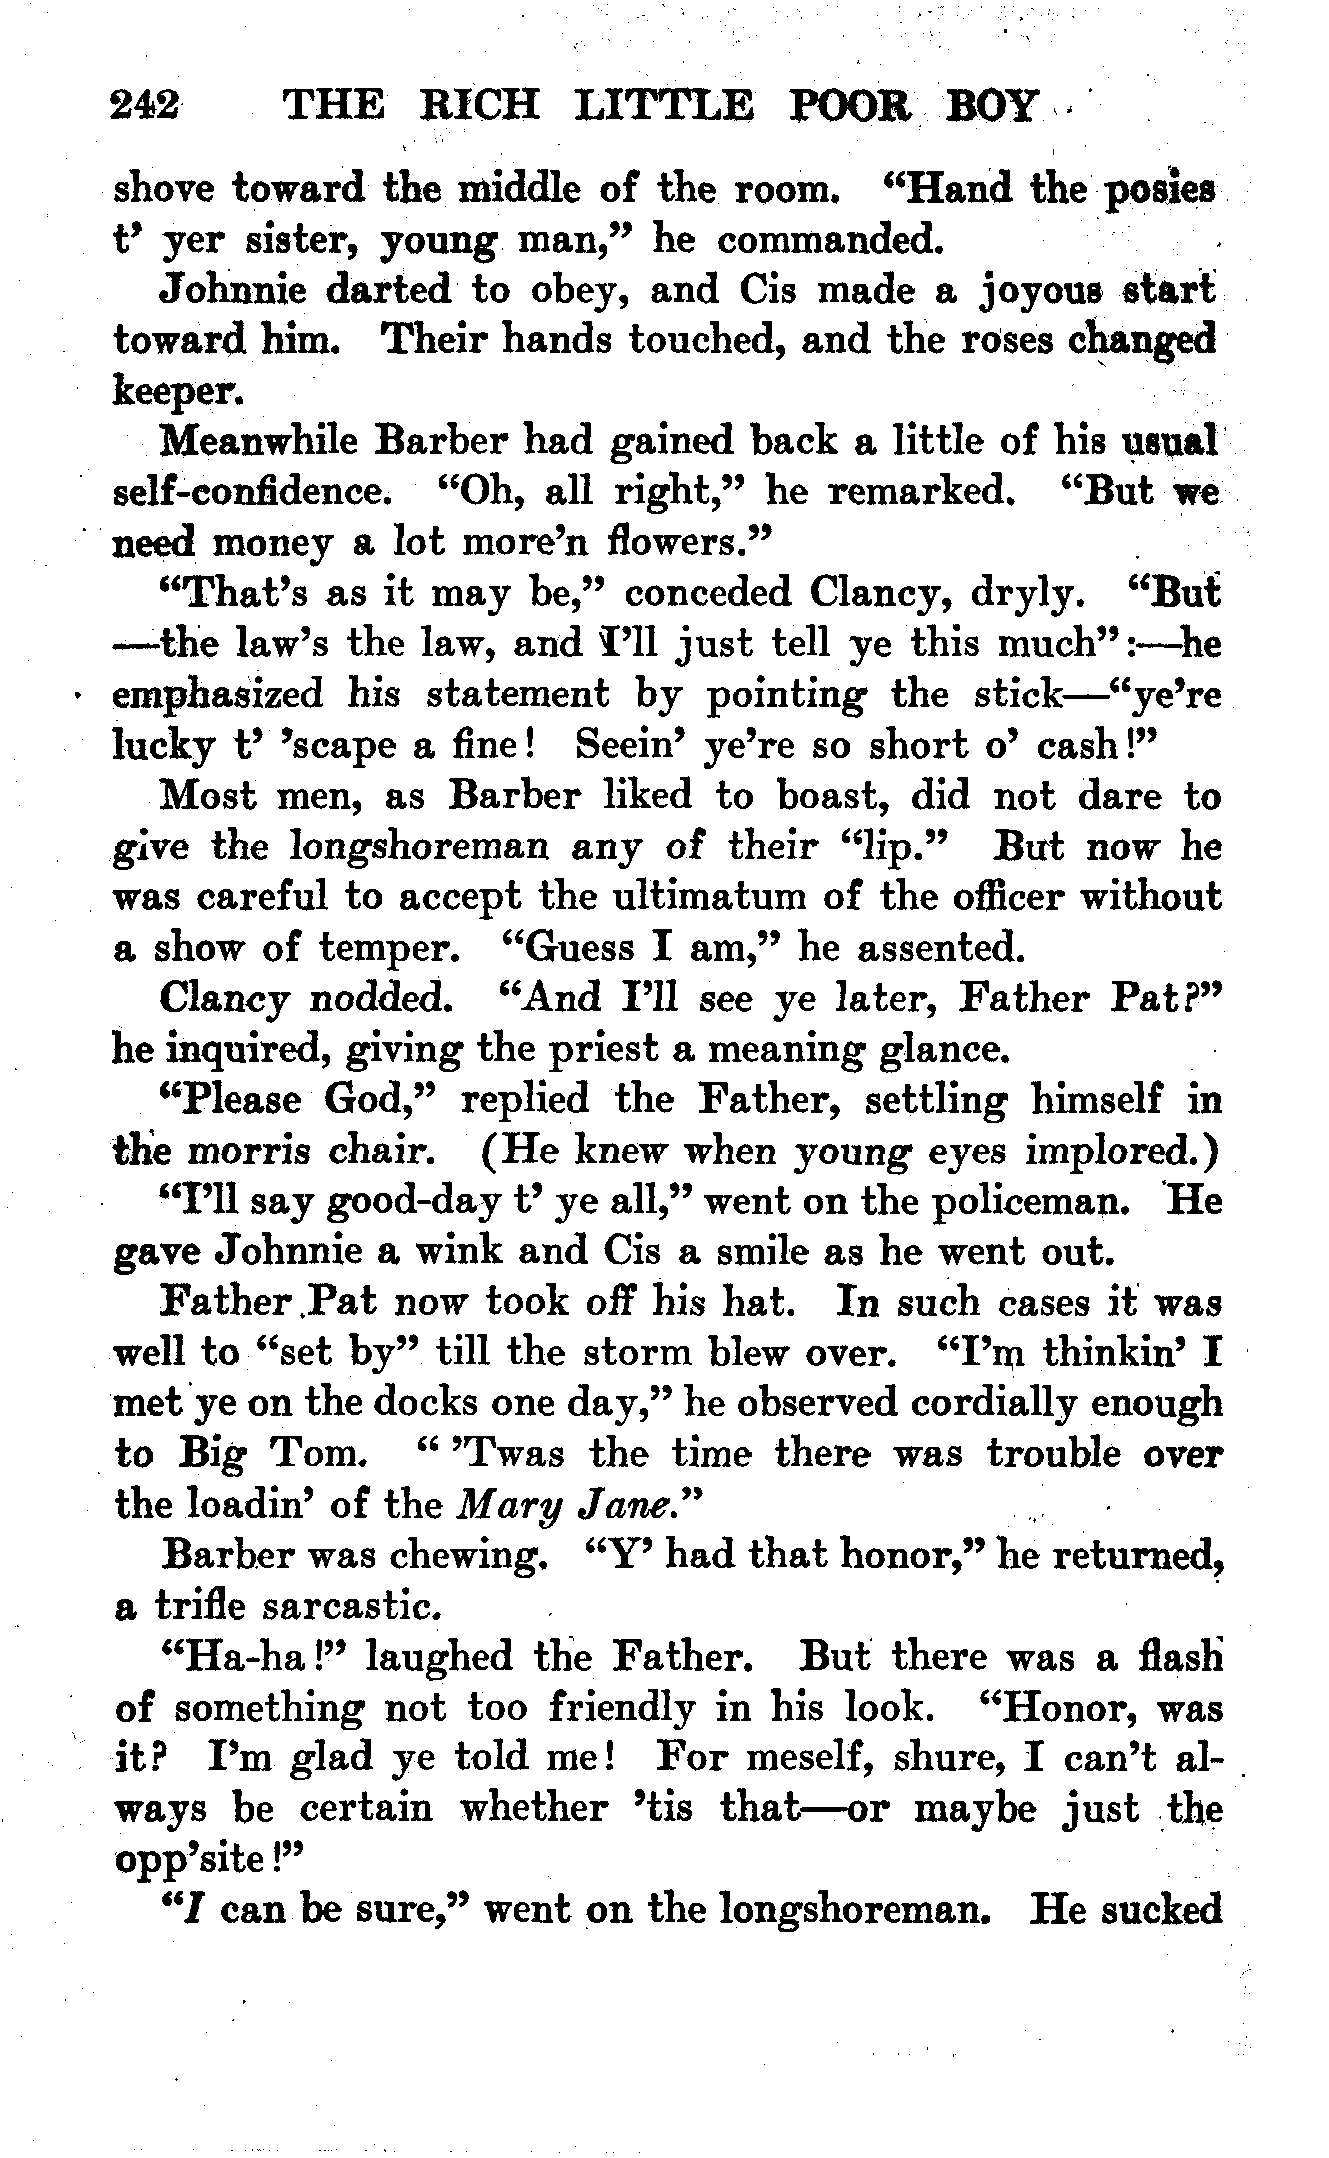 242 THE RICH LITTLE POOR BOY
shove toward the middle of the room. “Hand the posies
t’ yer sister, young man,” he commanded.
Johnnie darted to obey, and Cis made a joyous start
toward him. Their hands touched, and the roses changed
keeper.
Meanwhile Barber had gained back a little of his usual
self-confidence. “Oh, all right,” he remarked. “But we
need money a lot more’n flowers.”
“That’s as it may be,” conceded Clancy, dryly. “But
—the law’s the law, and I’ll just tell ye this much”:—he
emphasized his statement by pointing the stick—“ye’re
lucky t’ ’scape a fine! Seein’ ye’re so short o’ cash!”
Most men, as Barber liked to boast, did not dare to
give the longshoreman any of their “lip.” But now he
was careful to accept the ultimatum of the officer without
a show of temper. “Guess I am,” he assented.
Clancy nodded. “And I’ll see ye later, Father Pat?”
he inquired, giving the priest a meaning glance.
“Please God,” replied the Father, settling himself in
the morris chair. (He knew when young eyes implored.)
“I’ll say good-day t’ ye all,” went on the policeman. He
gave Johnnie a wink and Cis a smile as he went out.
Father Pat now took off his hat. In such cases it was
well to “set by” till the storm blew over. “I’m thinkin’ I
met ye on the docks one day,” he observed cordially enough
to Big Tom. “ ’Twas the time there was trouble over
the loadin’ of the Mary Jane.”
Barber was chewing. “Y’ had that honor,” he returned,
a trifle sarcastic.
“Ha-ha!” laughed the Father. But there was a flash
of something not too friendly in his look. “Honor, was
it? I’m glad ye told me! For meself, shure, I can’t al-
ways be certain whether ’tis that—or maybe just the
opp’site!”
“I can be sure,” went on the longshoreman. He sucked